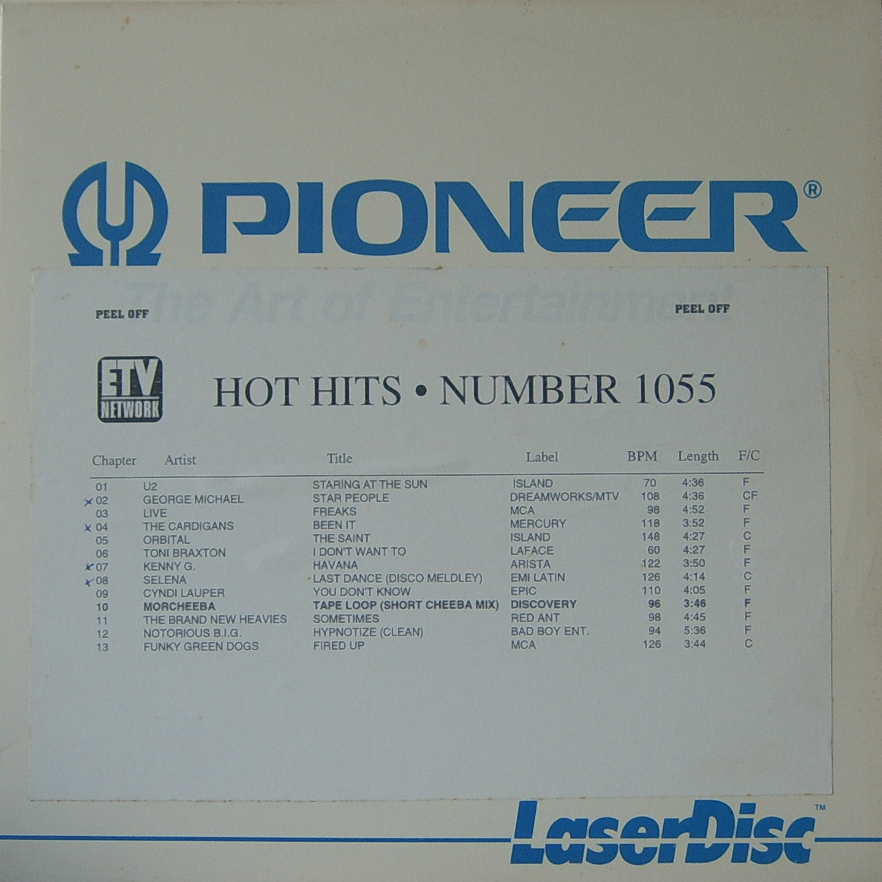 PIONEER®
The Art of Entertainment
PEEL OFF PEEL OFF
ETV NETWORK
HOT HITS • NUMBER 1055
Chapter Artist Title Label BPM Length F/C
01 U2 STARING AT THE SUN ISLAND 70 4:36 F
x 02 GEORGE MICHAEL STAR PEOPLE DREAMWORKS/MTV 108 4:36 CF
03 LIVE FREAKS MCA 98 4:52 F
x 04 THE CARDIGANS BEEN IT MERCURY 118 3:52 F
05 ORBITAL THE SAINT ISLAND 148 4:27 C
06 TONI BRAXTON I DON'T WANT TO LAFACE 60 4:27 F
x 07 KENNY G. HAVANA ARISTA 122 3:50 F
x 08 SELENA LAST DANCE (DISCO MELDLEY) EMI LATIN 126 4:14 C
09 CYNDI LAUPER YOU DON'T KNOW EPIC 110 4:05 F
10 MORCHEEBA TAPE LOOP (SHORT CHEEBA MIX) DISCOVERY 96 3:46 F
11 THE BRAND NEW HEAVIES SOMETIMES RED ANT 98 4:45 F
12 NOTORIOUS B.I.G. HYPNOTIZE (CLEAN) BAD BOY ENT. 94 5:36 F
13 FUNKY GREEN DOGS FIRED UP MCA 126 3:44 C
LaserDisc™